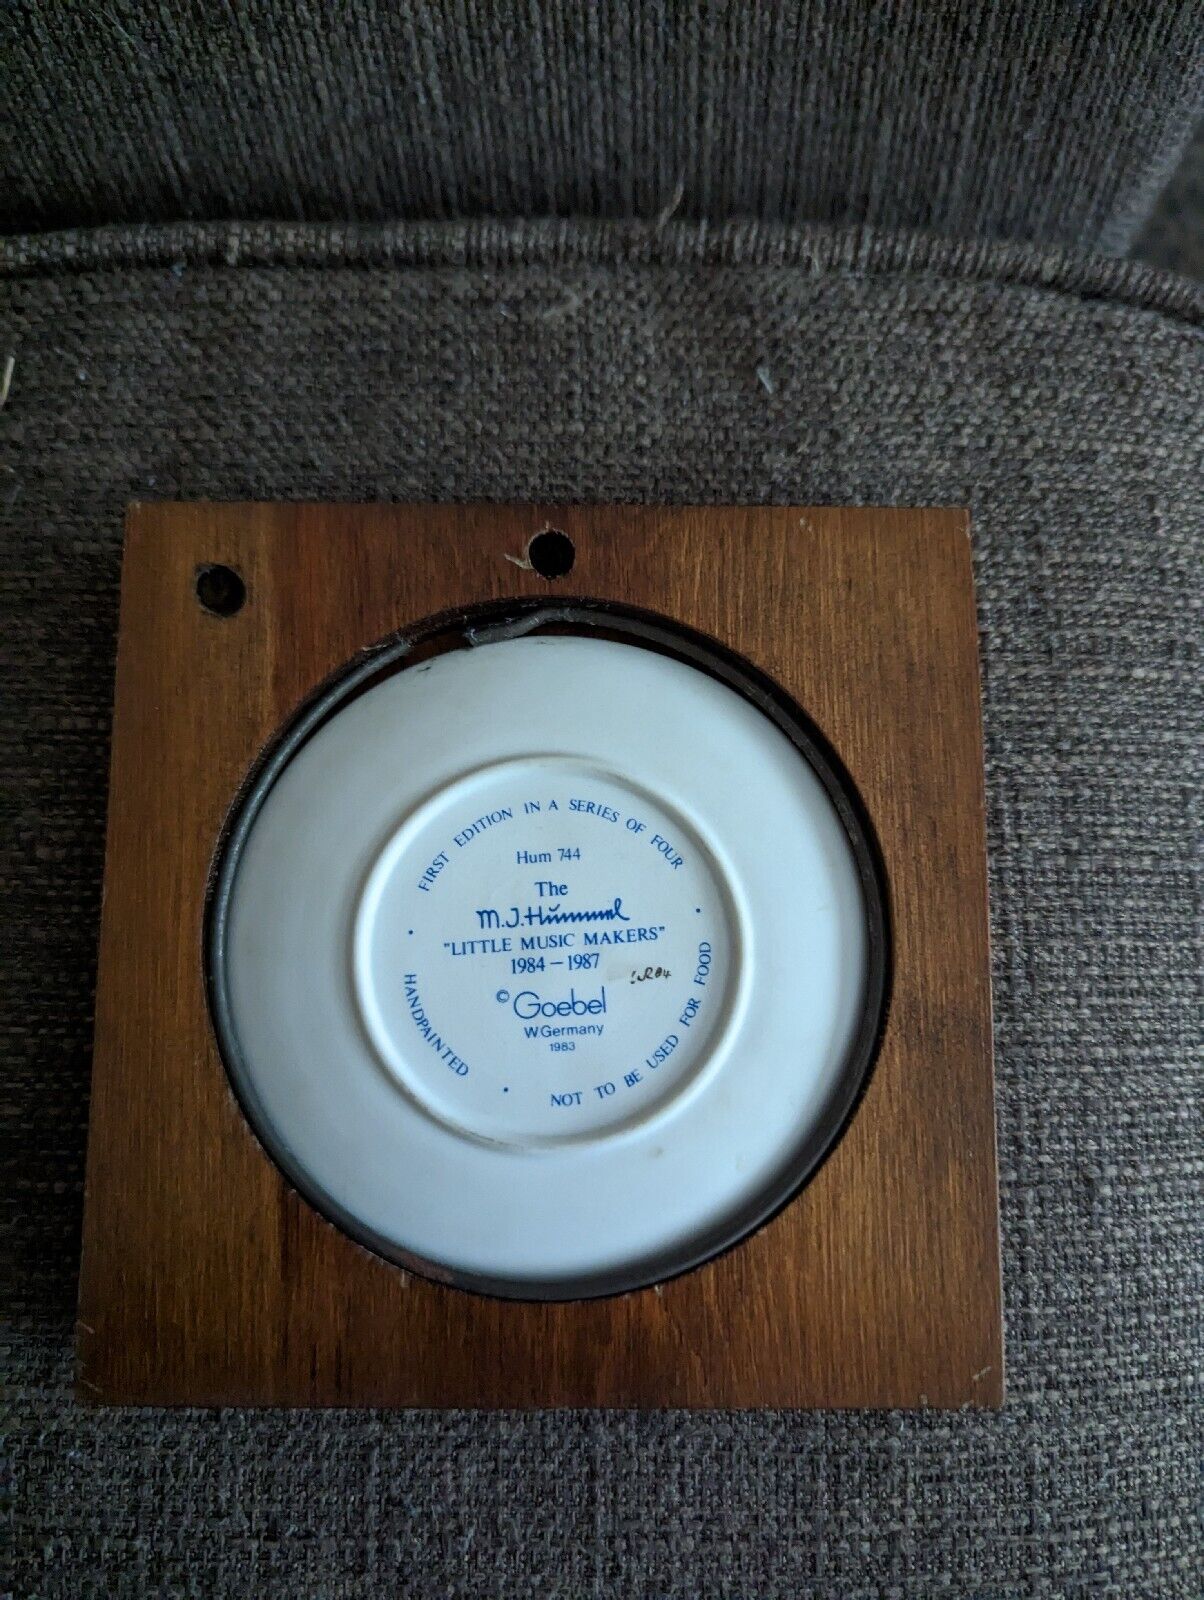 FIRST EDITION IN A SERIES OF FOUR
Hum 744
The
M.J.Hümmel
"LITTLE MUSIC MAKERS"
1984-1987
© Goebel
W Germany
1983
HANDPAINTED
NOT TO BE USED FOR FOOD